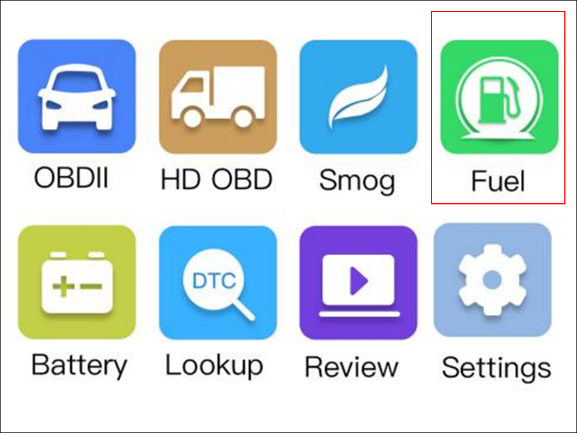 OBDII HD OBD Smog Fuel
DTC
Battery Lookup Review Settings